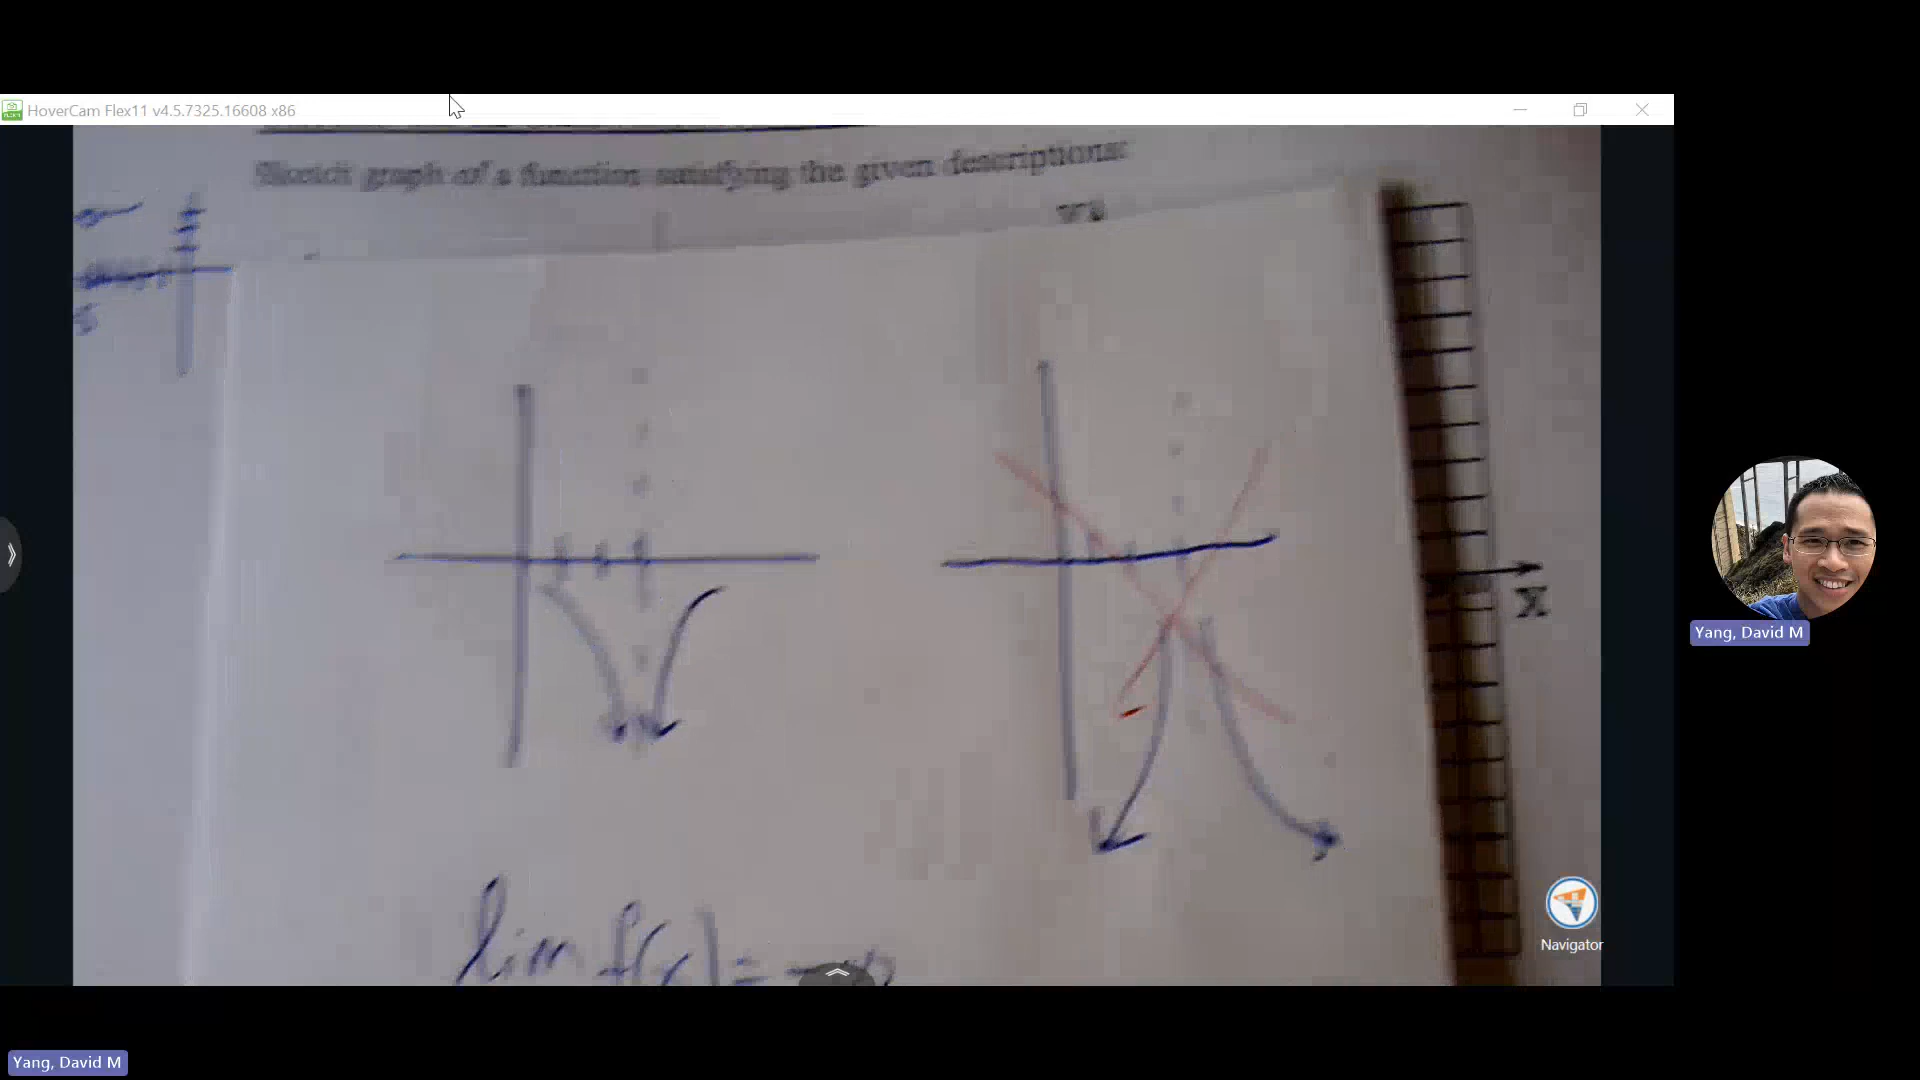 HoverCam Flex11 v4.5.7325.16608 x86
Sketch graph of a function satisfying the given descriptions:
X
lim f(x) = -∞
Navigator
Yang, David M
Yang, David M